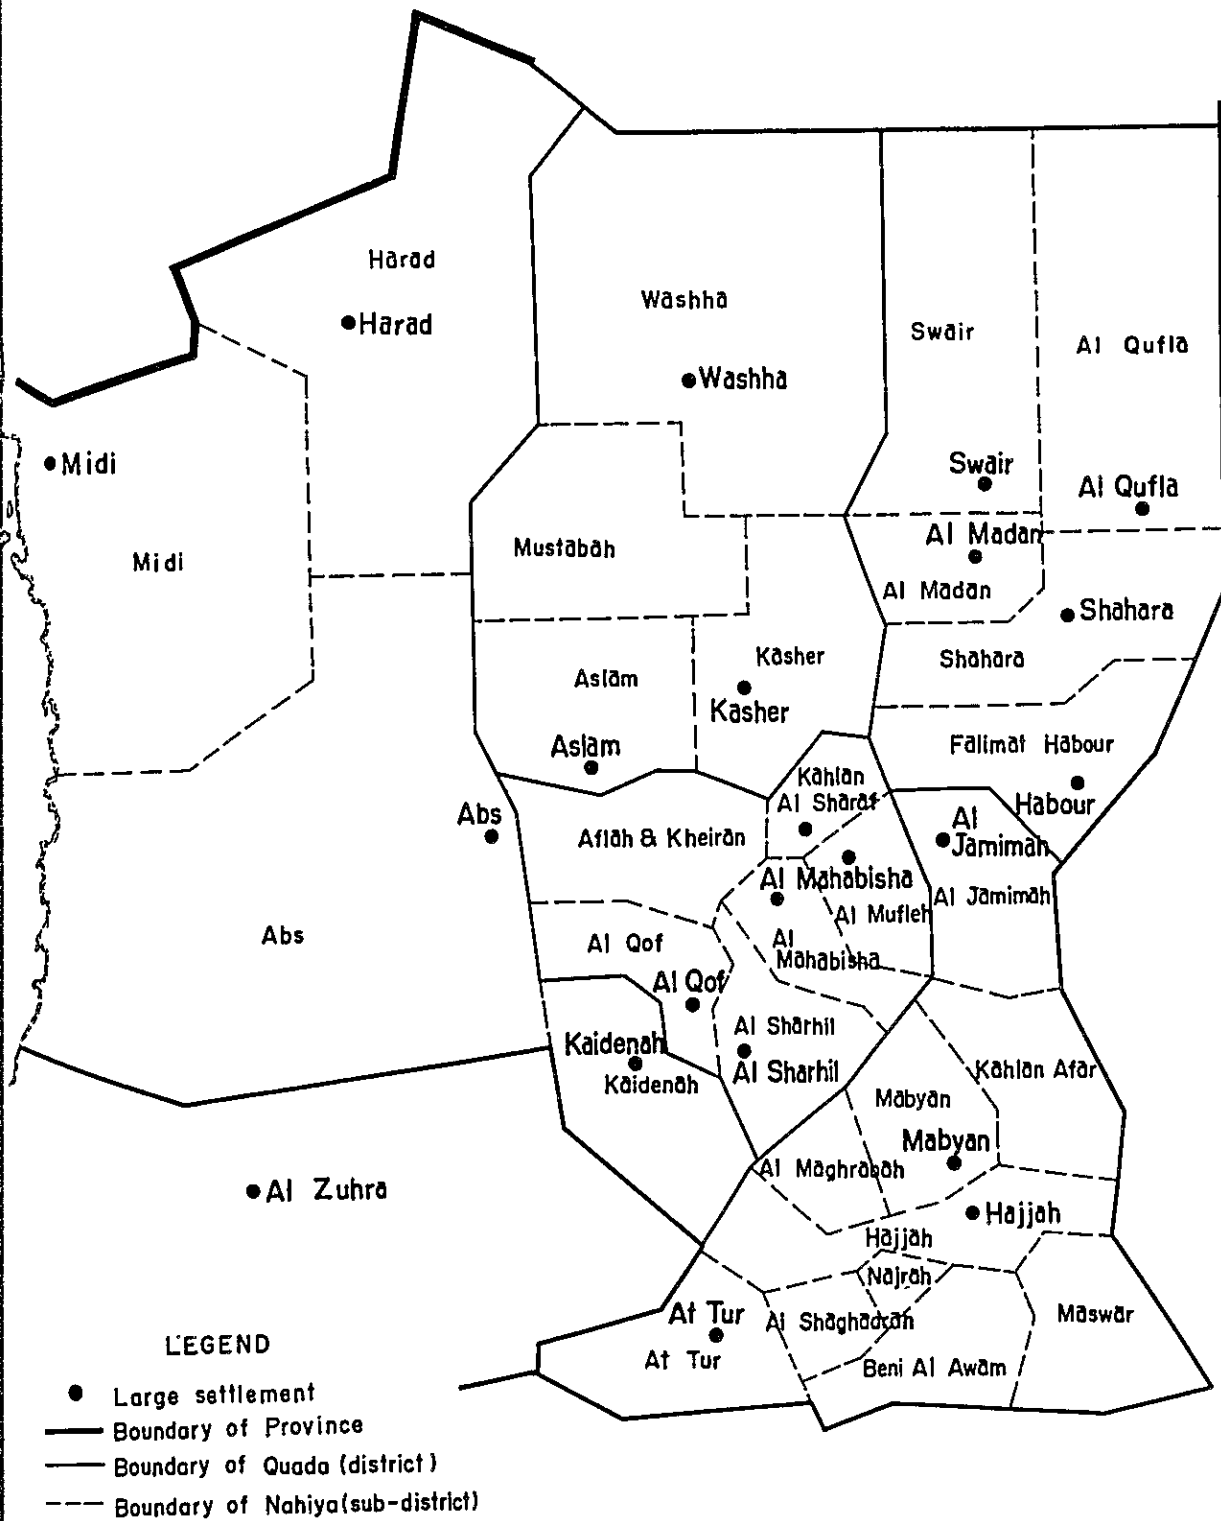 Harad
Harad
Washha
Washha
Swair
Al Qufla
Midi
Swair
Al Qufla
Midi
Mustabah
Al Madan
Al Madan
Shahara
Shahara
Kasher
Kasher
Aslam
Aslam
Falimat Habour
Habour
Kahlan
Al Sharaf
Abs
Aflah & Kheiran
Al
Jamimah
Al Mahabisha
Al Jamimah
Al Mufleh
Abs
Al Qof
Al
Mahabisha
Al Qof
Al Sharhil
Al Sharhil
Kaidenah
Kaidenah
Kahlan Afar
Mabyan
Mabyan
Al Maghrabah
Al Zuhra
Hajjah
Hajjah
Najrah
At Tur
At Tur
Al Shaghadrah
Maswar
Beni Al Awam
LEGEND
Large settlement
Boundary of Province
Boundary of Quada (district)
Boundary of Nahiya(sub-district)